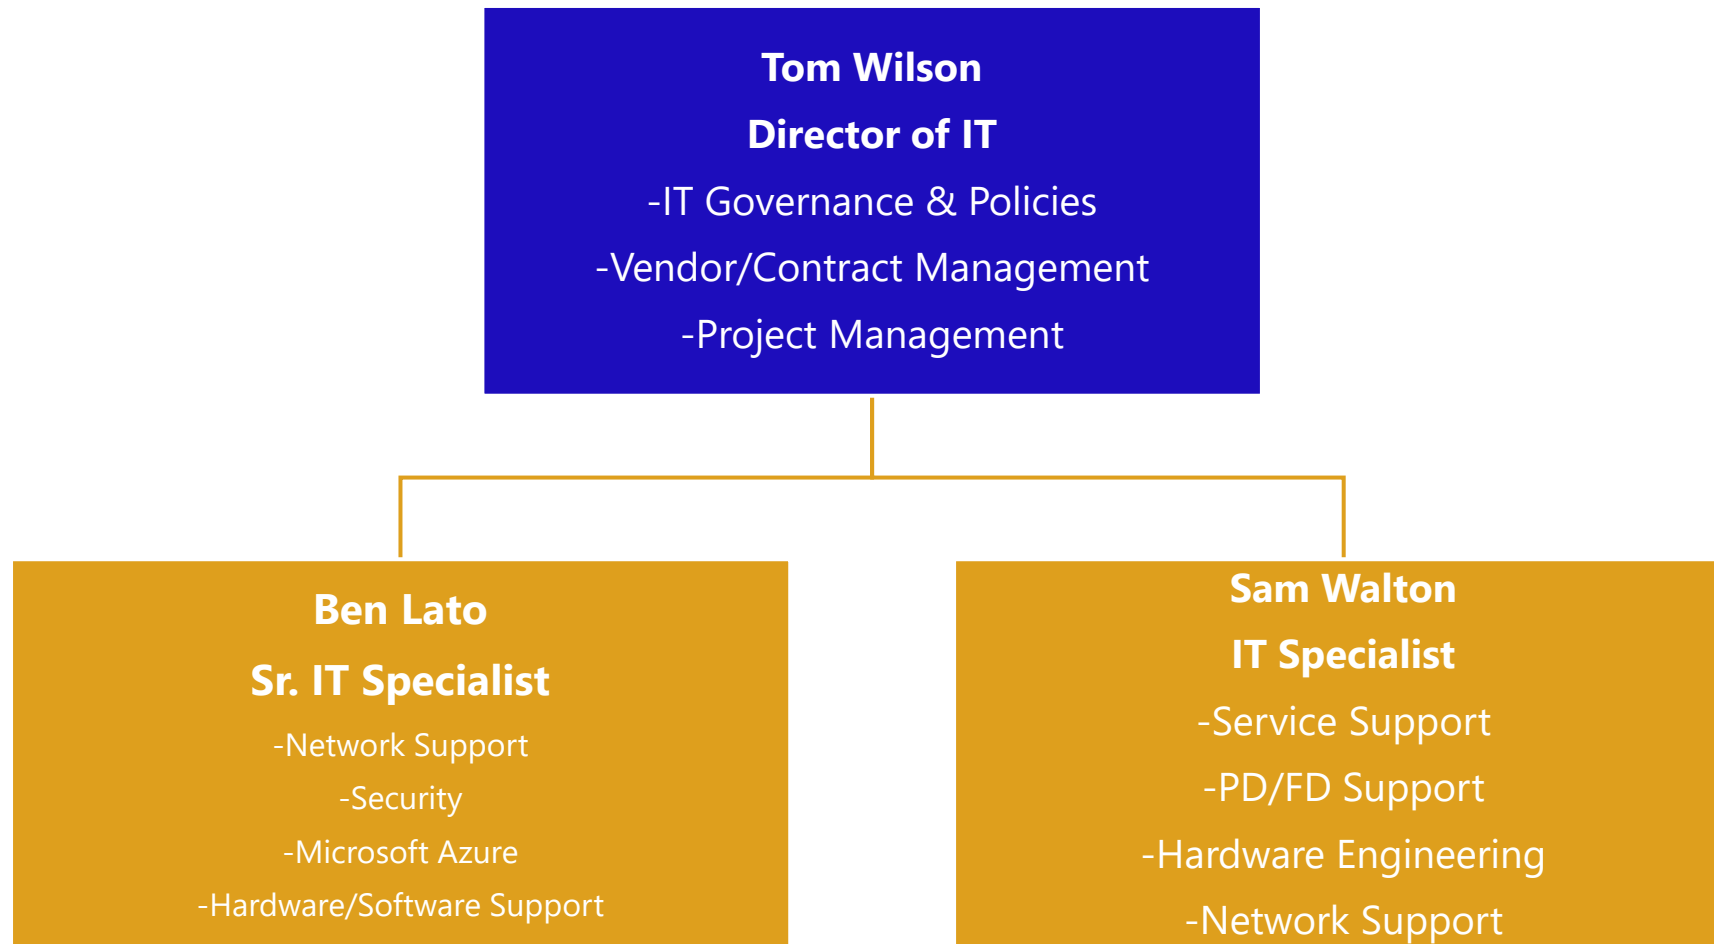 Tom Wilson
Director of IT
-IT Governance & Policies
-Vendor/Contract Management
-Project Management
Ben Lato
Sr. IT Specialist
-Network Support
-Security
-Microsoft Azure
-Hardware/Software Support
Sam Walton
IT Specialist
-Service Support
-PD/FD Support
-Hardware Engineering
-Network Support